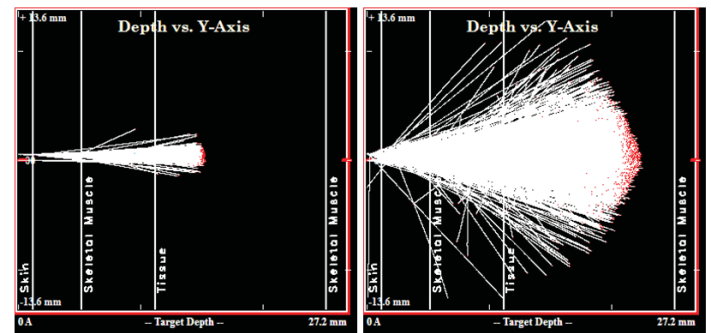 + 13.6 mm
Depth vs. Y-Axis
Skin
Skeletal Muscle
Tissue
Skeletal Muscle
-13.6 mm
0 A
-- Target Depth --
27.2 mm
+ 13.6 mm
Depth vs. Y-Axis
Skin
Skeletal Muscle
Tissue
Skeletal Muscle
-13.6 mm
0 A
-- Target Depth --
27.2 mm